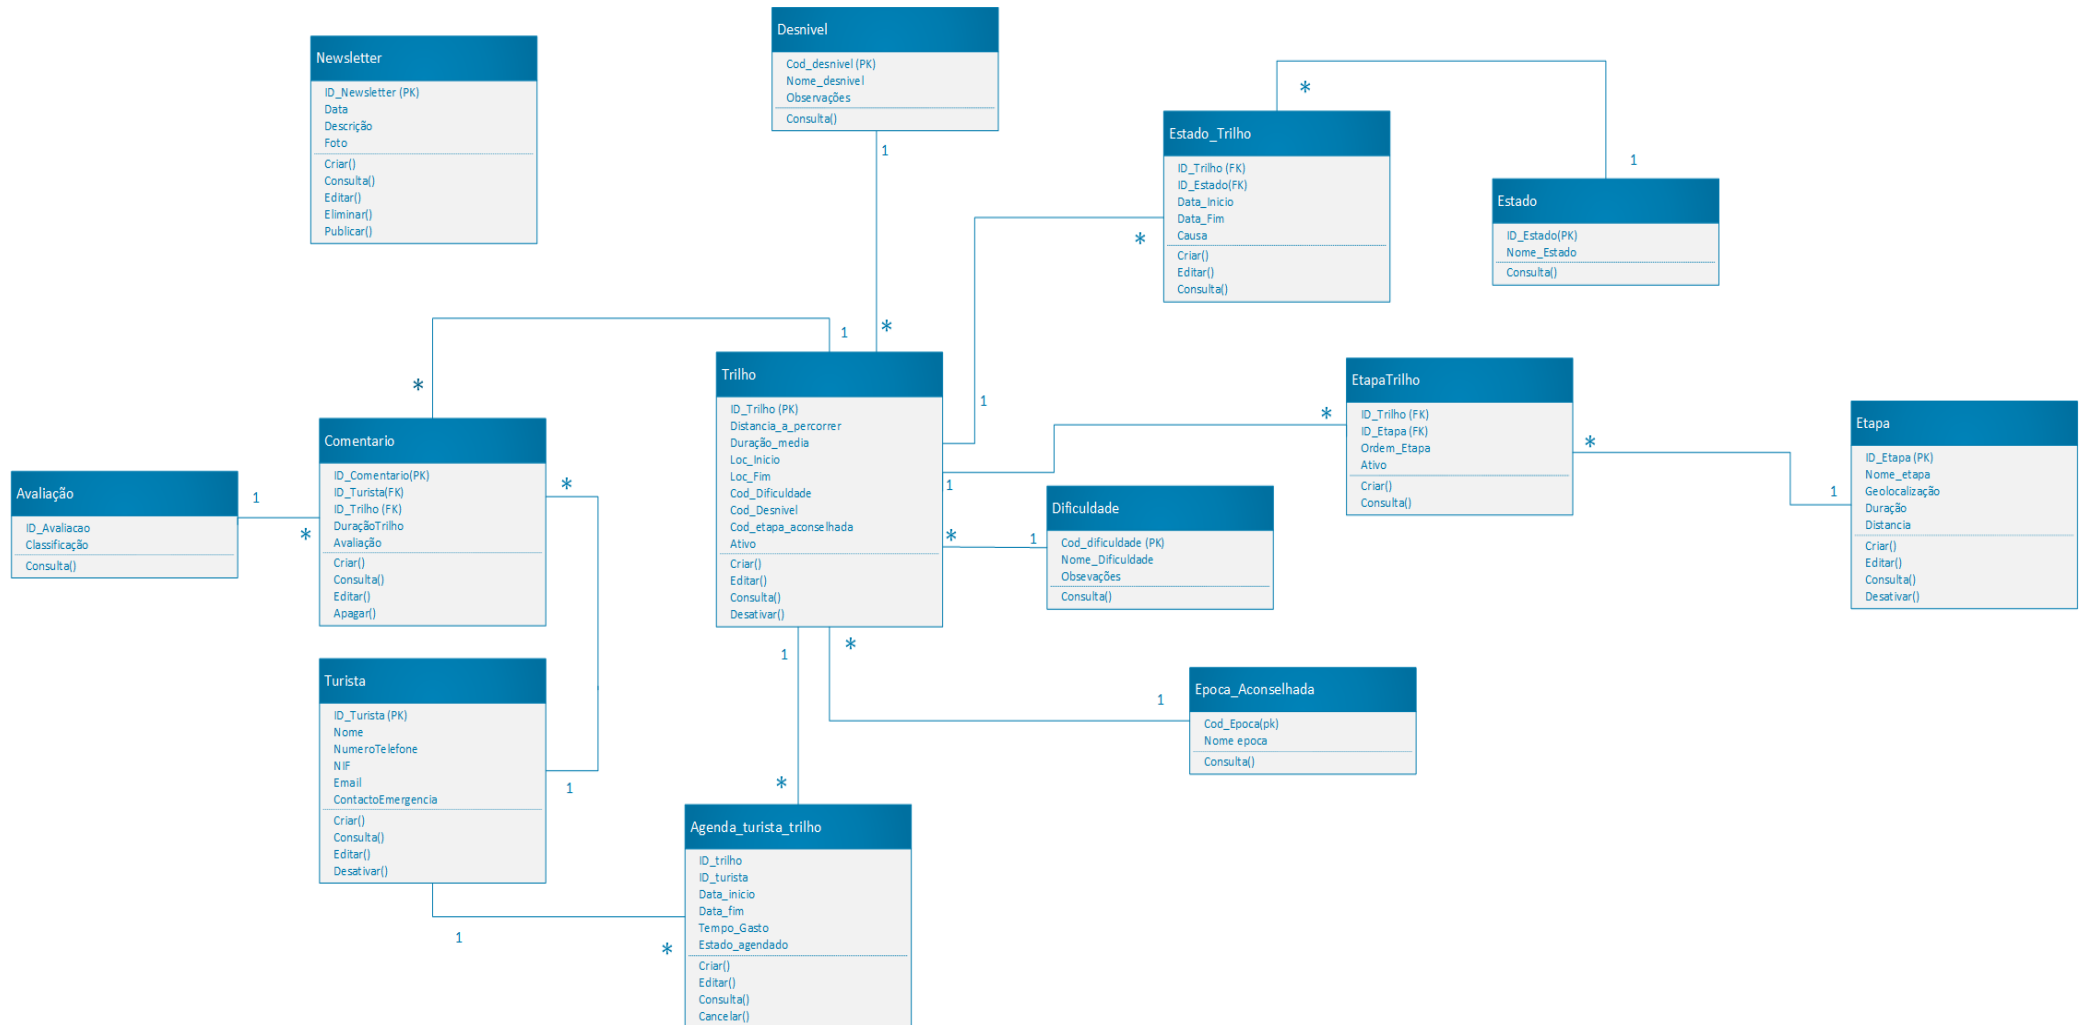 Newsletter
ID_Newsletter (PK)
Data
Descrição
Foto
Criar()
Consulta()
Editar()
Eliminar()
Publicar()
Desnivel
Cod_desnivel (PK)
Nome_desnivel
Observações
Consulta()
1
*
Estado_Trilho
ID_Trilho (FK)
ID_Estado(FK)
Data_Inicio
Data_Fim
Causa
Criar()
Editar()
Consulta()
*
1
*
1
Estado
ID_Estado(PK)
Nome_Estado
Consulta()
Trilho
ID_Trilho (PK)
Distancia_a_percorrer
Duração_media
Loc_Inicio
Loc_Fim
Cod_Dificuldade
Cod_Desnivel
Cod_etapa_aconselhada
Ativo
Criar()
Editar()
Consulta()
Desativar()
1
*
1
*
EtapaTrilho
ID_Trilho (FK)
ID_Etapa (FK)
Ordem_Etapa
Ativo
Criar()
Consulta()
*
1
Etapa
ID_Etapa (PK)
Nome_etapa
Geolocalização
Duração
Distancia
Criar()
Editar()
Consulta()
Desativar()
Comentario
ID_Comentario(PK)
ID_Turista(FK)
ID_Trilho (FK)
DuraçãoTrilho
Avaliação
Criar()
Consulta()
Editar()
Apagar()
Avaliação
ID_Avaliacao
Classificação
Consulta()
1
*
*
1
Dificuldade
Cod_dificuldade (PK)
Nome_Dificuldade
Obsevações
Consulta()
*
1
Turista
ID_Turista (PK)
Nome
NumeroTelefone
NIF
Email
ContactoEmergencia
Criar()
Consulta()
Editar()
Desativar()
1
*
Epoca_Aconselhada
Cod_Epoca(pk)
Nome epoca
Consulta()
*
1
Agenda_turista_trilho
ID_trilho
ID_turista
Data_inicio
Data_fim
Tempo_Gasto
Estado_agendado
Criar()
Editar()
Consulta()
Cancelar()
1
*